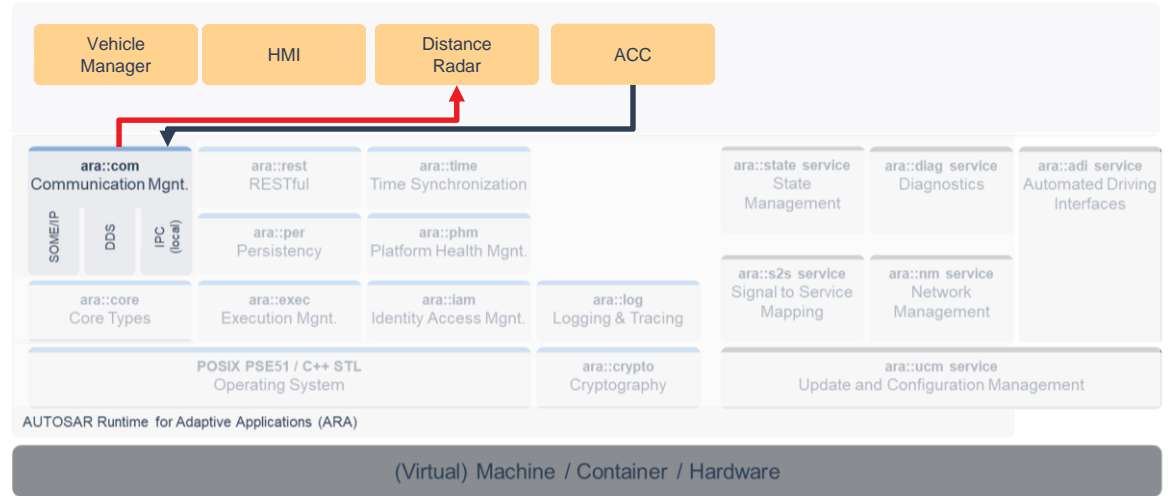 Vehicle
Manager
HMI
Distance
Radar
ACC
ara::com
Communication Mgnt.
SOME/IP
DDS
IPC
(local)
ara::rest
RESTful
ara::time
Time Synchronization
ara::per
Persistency
ara::phm
Platform Health Mgnt.
ara::core
Core Types
ara::exec
Execution Mgnt.
ara::iam
Identity Access Mgnt.
ara::log
Logging & Tracing
POSIX PSE51 / C++ STL
Operating System
ara::crypto
Cryptography
ara::state service
State
Management
ara::diag service
Diagnostics
ara::adi service
Automated Driving
Interfaces
ara::s2s service
Signal to Service
Mapping
ara::nm service
Network
Management
ara::ucm service
Update and Configuration Management
AUTOSAR Runtime for Adaptive Applications (ARA)
(Virtual) Machine / Container / Hardware